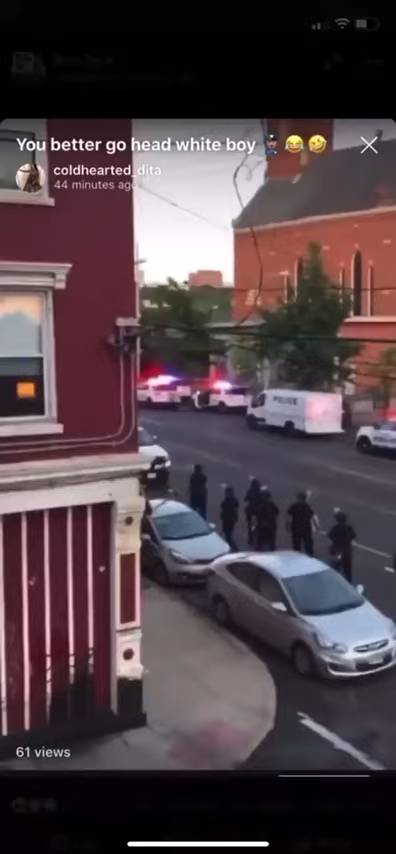 You better go head white boy 👮🏽‍♂️😂🤣
coldhearted_dita
44 minutes ago
POLICE
61 views